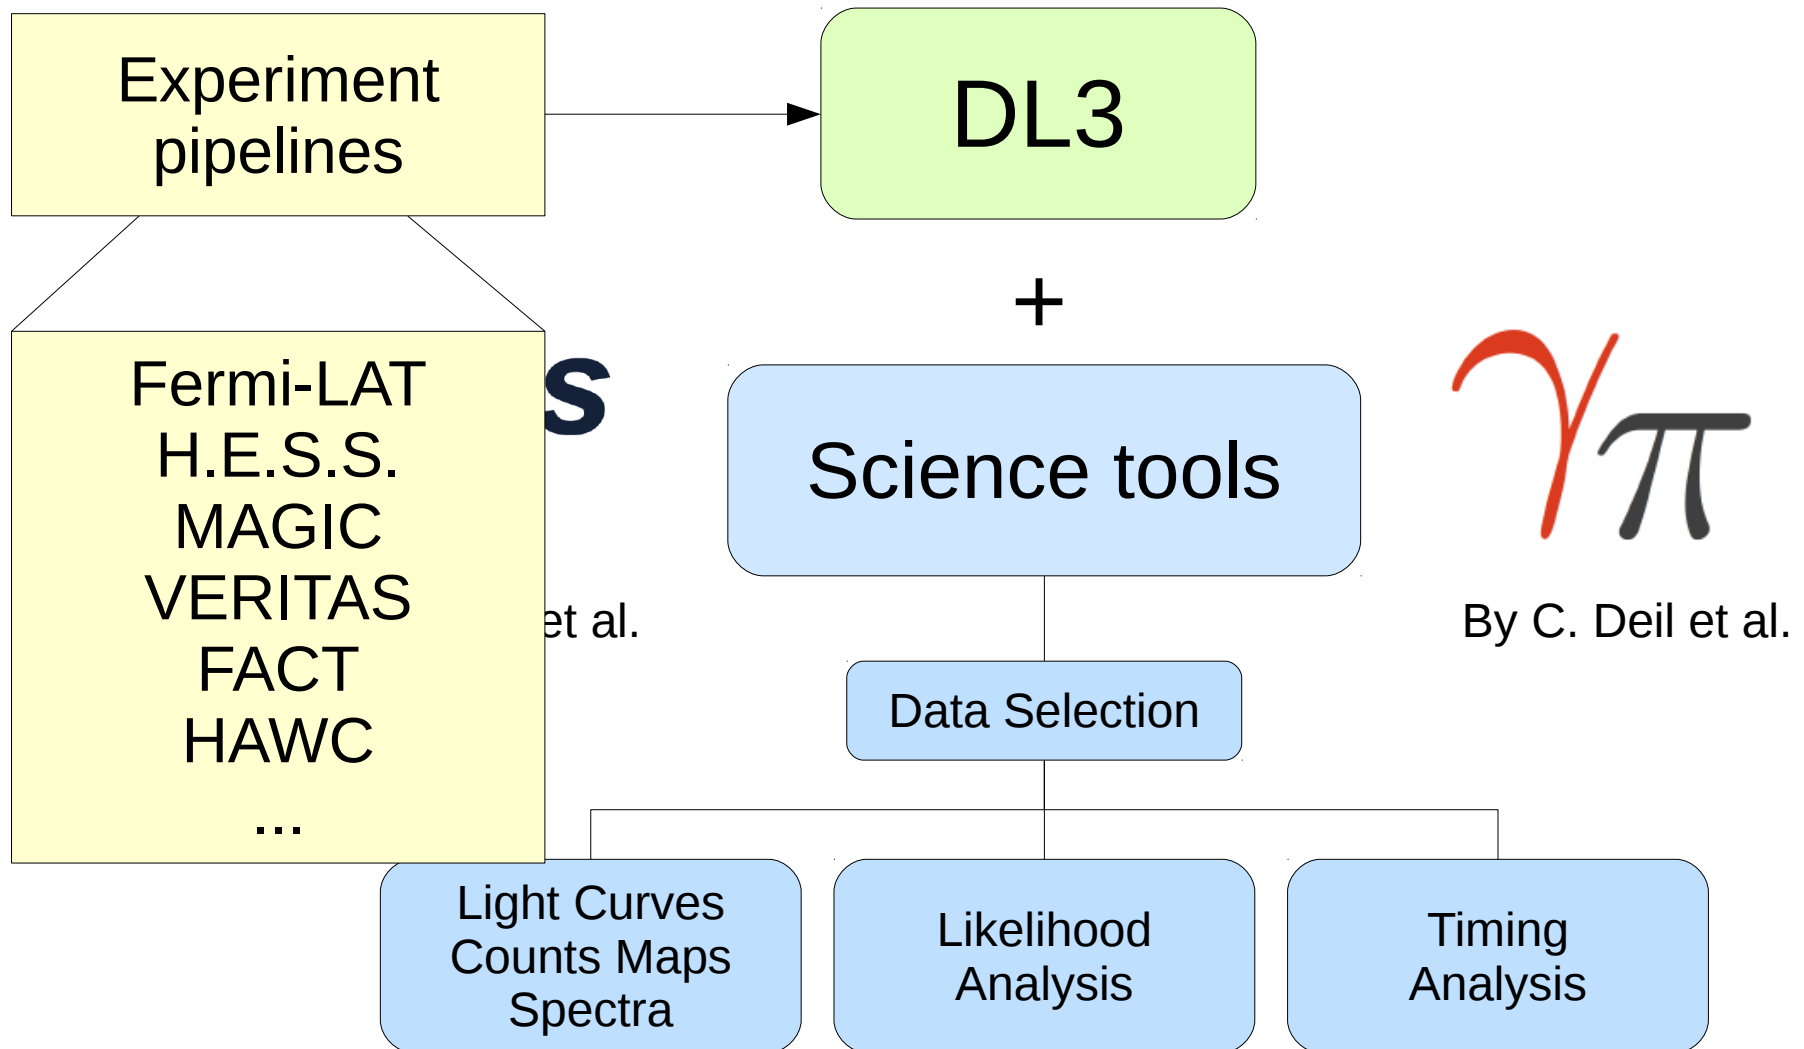 Experiment
pipelines
DL3
+
Fermi-LAT
H.E.S.S.
MAGIC
VERITAS
FACT
HAWC
...
s
et al.
Science tools
γπ
By C. Deil et al.
Data Selection
Light Curves
Counts Maps
Spectra
Likelihood
Analysis
Timing
Analysis